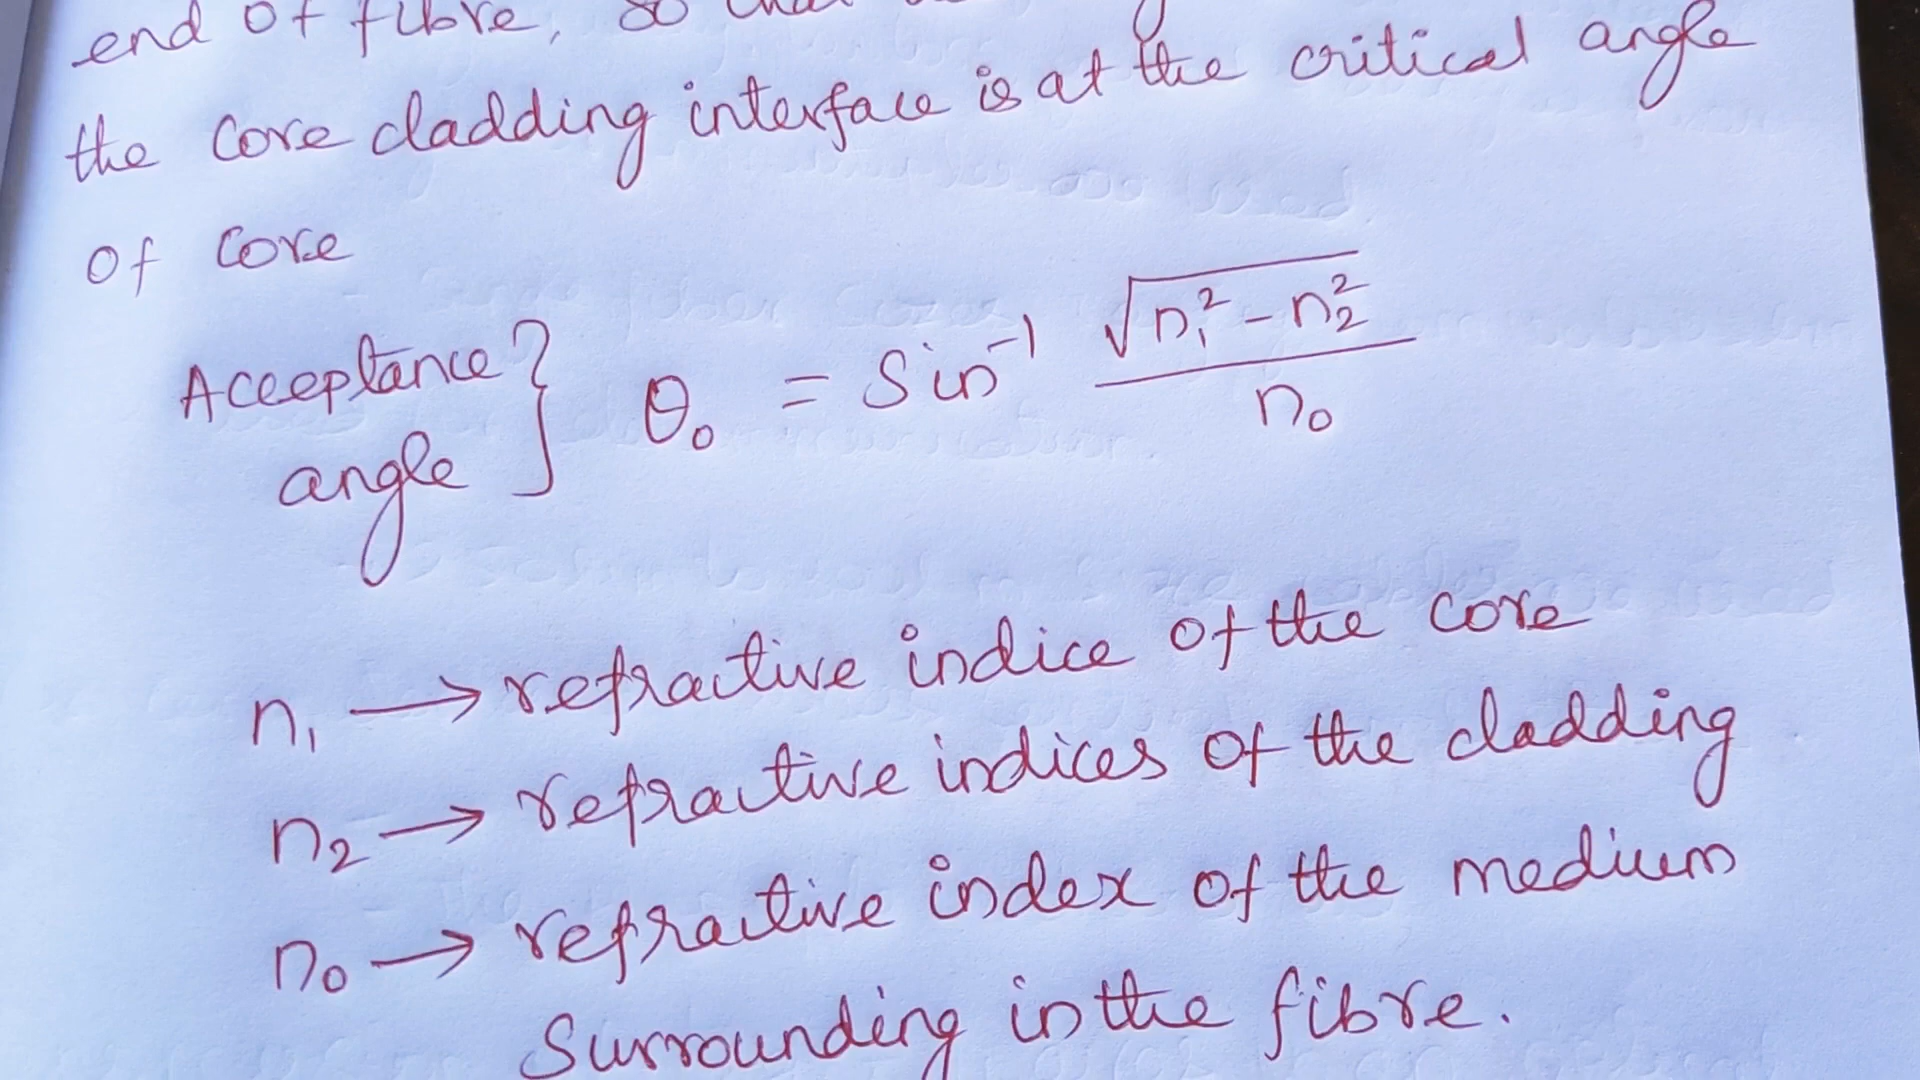 end of fibre, so that
the core cladding interface is at the critical angle
of core
Acceptance angle } θ₀ = Sin⁻¹ √(n₁² - n₂²) / n₀
n₁ → refractive indice of the core
n₂ → refractive indices of the cladding
n₀ → refractive index of the medium
Surrounding in the fibre.